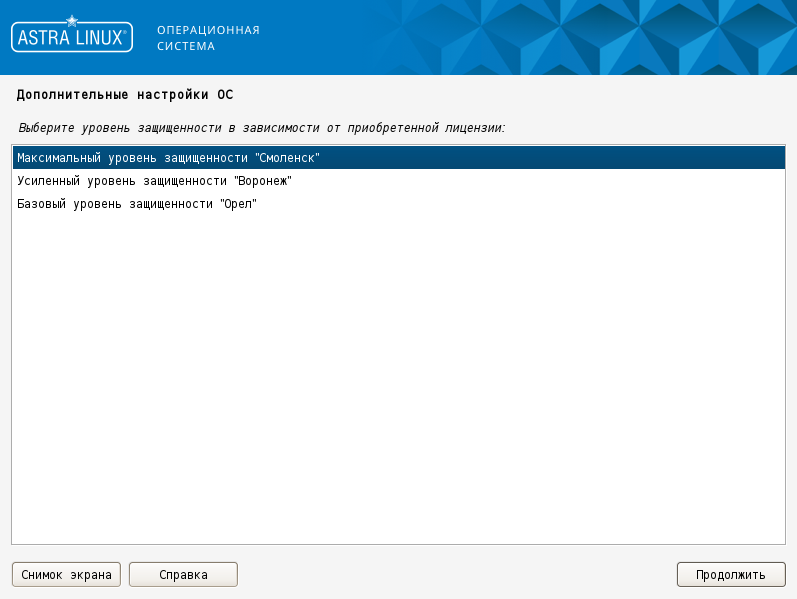 ASTRA LINUX®
ОПЕРАЦИОННАЯ
СИСТЕМА
Дополнительные настройки ОС
Выберите уровень защищенности в зависимости от приобретенной лицензии:
Максимальный уровень защищенности "Смоленск"
Усиленный уровень защищенности "Воронеж"
Базовый уровень защищенности "Орел"
Снимок экрана
Справка
Продолжить